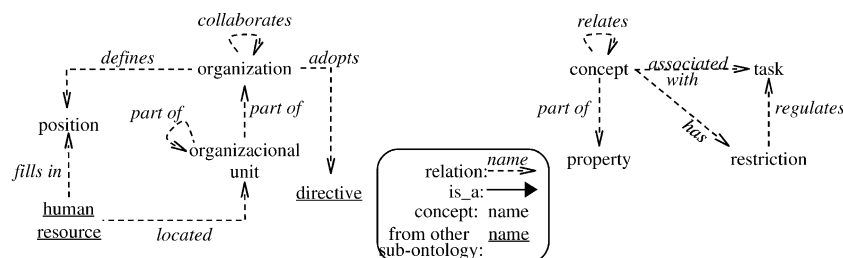 collaborates
defines
organization
adopts
position
part of
part of
organizacional
unit
fills in
human
resource
located
directive
relates
concept
associated
with
task
part of
has
regulates
property
restriction
relation: name
is_a:
concept: name
from other name
sub-ontology: